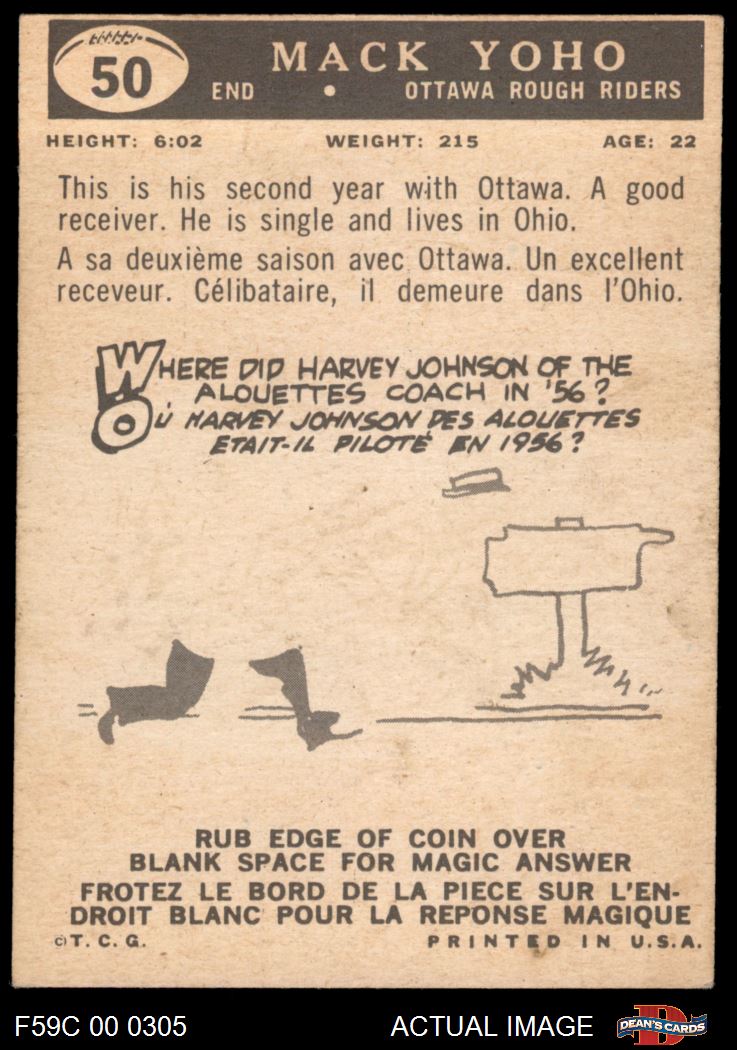 50
MACK YOHO
END • OTTAWA ROUGH RIDERS
HEIGHT: 6:02 WEIGHT: 215 AGE: 22
This is his second year with Ottawa. A good
receiver. He is single and lives in Ohio.
A sa deuxième saison avec Ottawa. Un excellent
receveur. Célibataire, il demeure dans l'Ohio.
WHERE DID HARVEY JOHNSON OF THE
ALOUETTES COACH IN '56?
OÙ HARVEY JOHNSON DES ALOUETTES
ETAIT-IL PILOTÉ EN 1956?
RUB EDGE OF COIN OVER
BLANK SPACE FOR MAGIC ANSWER
FROTEZ LE BORD DE LA PIECE SUR L'EN-
DROIT BLANC POUR LA REPONSE MAGIQUE
©T. C. G. PRINTED IN U.S.A.
F59C 00 0305 ACTUAL IMAGE D DEAN'S CARDS